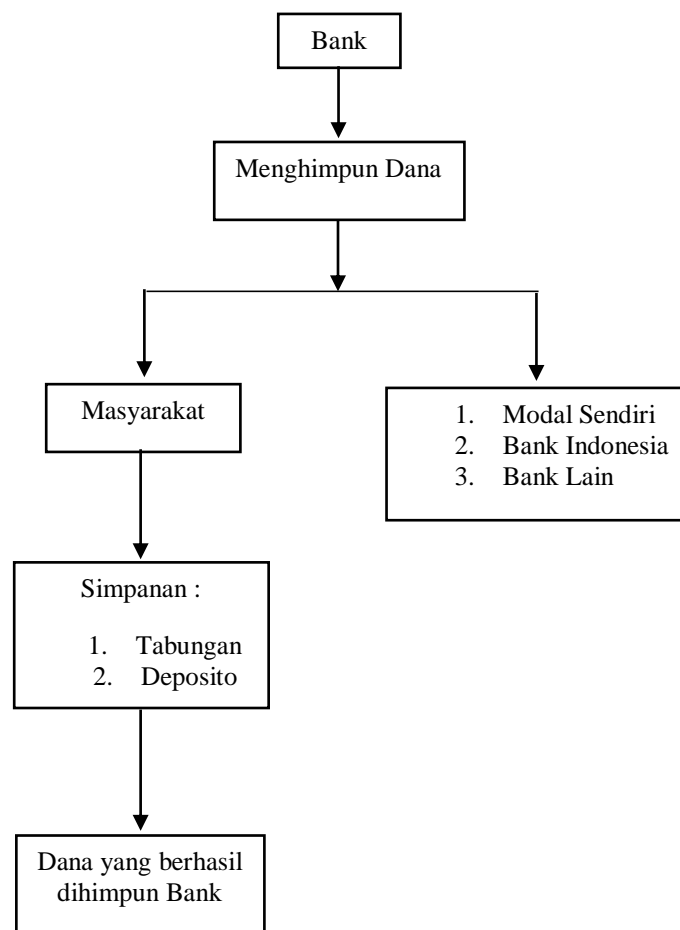 Bank
Menghimpun Dana
Masyarakat
1. Modal Sendiri
2. Bank Indonesia
3. Bank Lain
Simpanan :
1. Tabungan
2. Deposito
Dana yang berhasil
dihimpun Bank